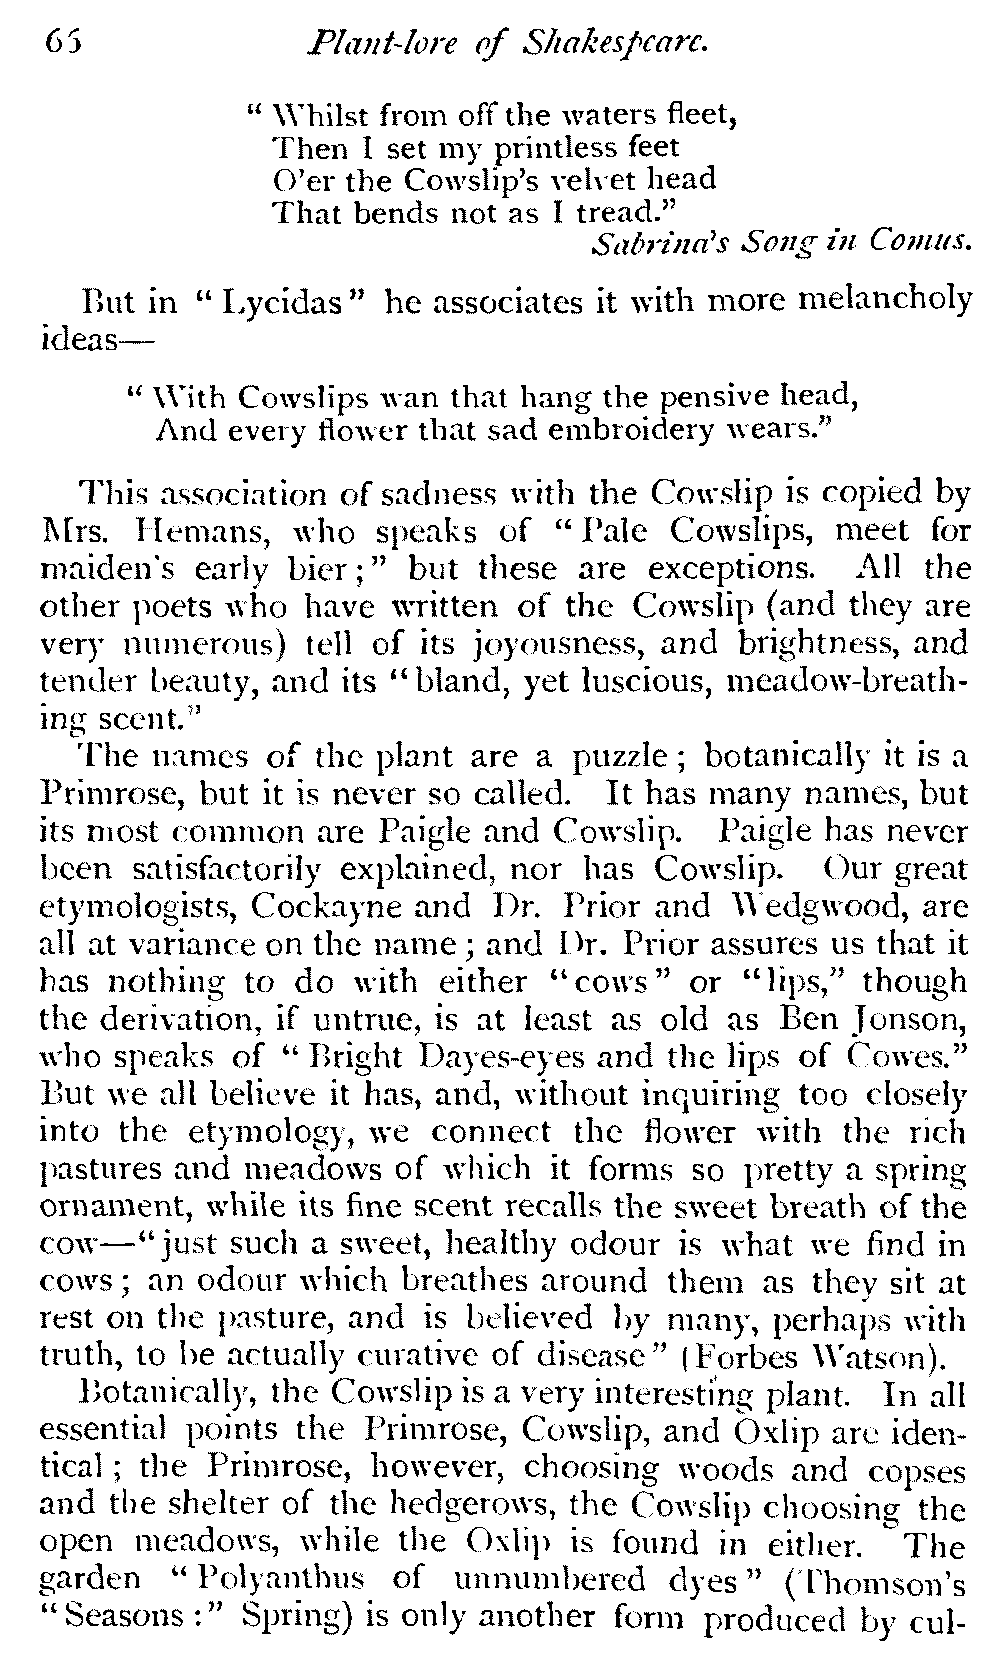 66 Plant-lore of Shakespeare.
" Whilst from off the waters fleet,
Then I set my printless feet
O'er the Cowslip's velvet head
That bends not as I tread."
Sabrina's Song in Comus.
But in " Lycidas" he associates it with more melancholy
ideas—
" With Cowslips wan that hang the pensive head,
And every flower that sad embroidery wears."
This association of sadness with the Cowslip is copied by
Mrs. Hemans, who speaks of " Pale Cowslips, meet for
maiden's early bier ;" but these are exceptions. All the
other poets who have written of the Cowslip (and they are
very numerous) tell of its joyousness, and brightness, and
tender beauty, and its "bland, yet luscious, meadow-breath-
ing scent."
The names of the plant are a puzzle ; botanically it is a
Primrose, but it is never so called. It has many names, but
its most common are Paigle and Cowslip. Paigle has never
been satisfactorily explained, nor has Cowslip. Our great
etymologists, Cockayne and Dr. Prior and Wedgwood, are
all at variance on the name ; and Dr. Prior assures us that it
has nothing to do with either "cows" or "lips," though
the derivation, if untrue, is at least as old as Ben Jonson,
who speaks of " Bright Dayes-eyes and the lips of Cowes."
But we all believe it has, and, without inquiring too closely
into the etymology, we connect the flower with the rich
pastures and meadows of which it forms so pretty a spring
ornament, while its fine scent recalls the sweet breath of the
cow—"just such a sweet, healthy odour is what we find in
cows ; an odour which breathes around them as they sit at
rest on the pasture, and is believed by many, perhaps with
truth, to be actually curative of disease" (Forbes Watson).
Botanically, the Cowslip is a very interesting plant. In all
essential points the Primrose, Cowslip, and Oxlip are iden-
tical ; the Primrose, however, choosing woods and copses
and the shelter of the hedgerows, the Cowslip choosing the
open meadows, while the Oxlip is found in either. The
garden " Polyanthus of unnumbered dyes" (Thomson's
"Seasons :" Spring) is only another form produced by cul-